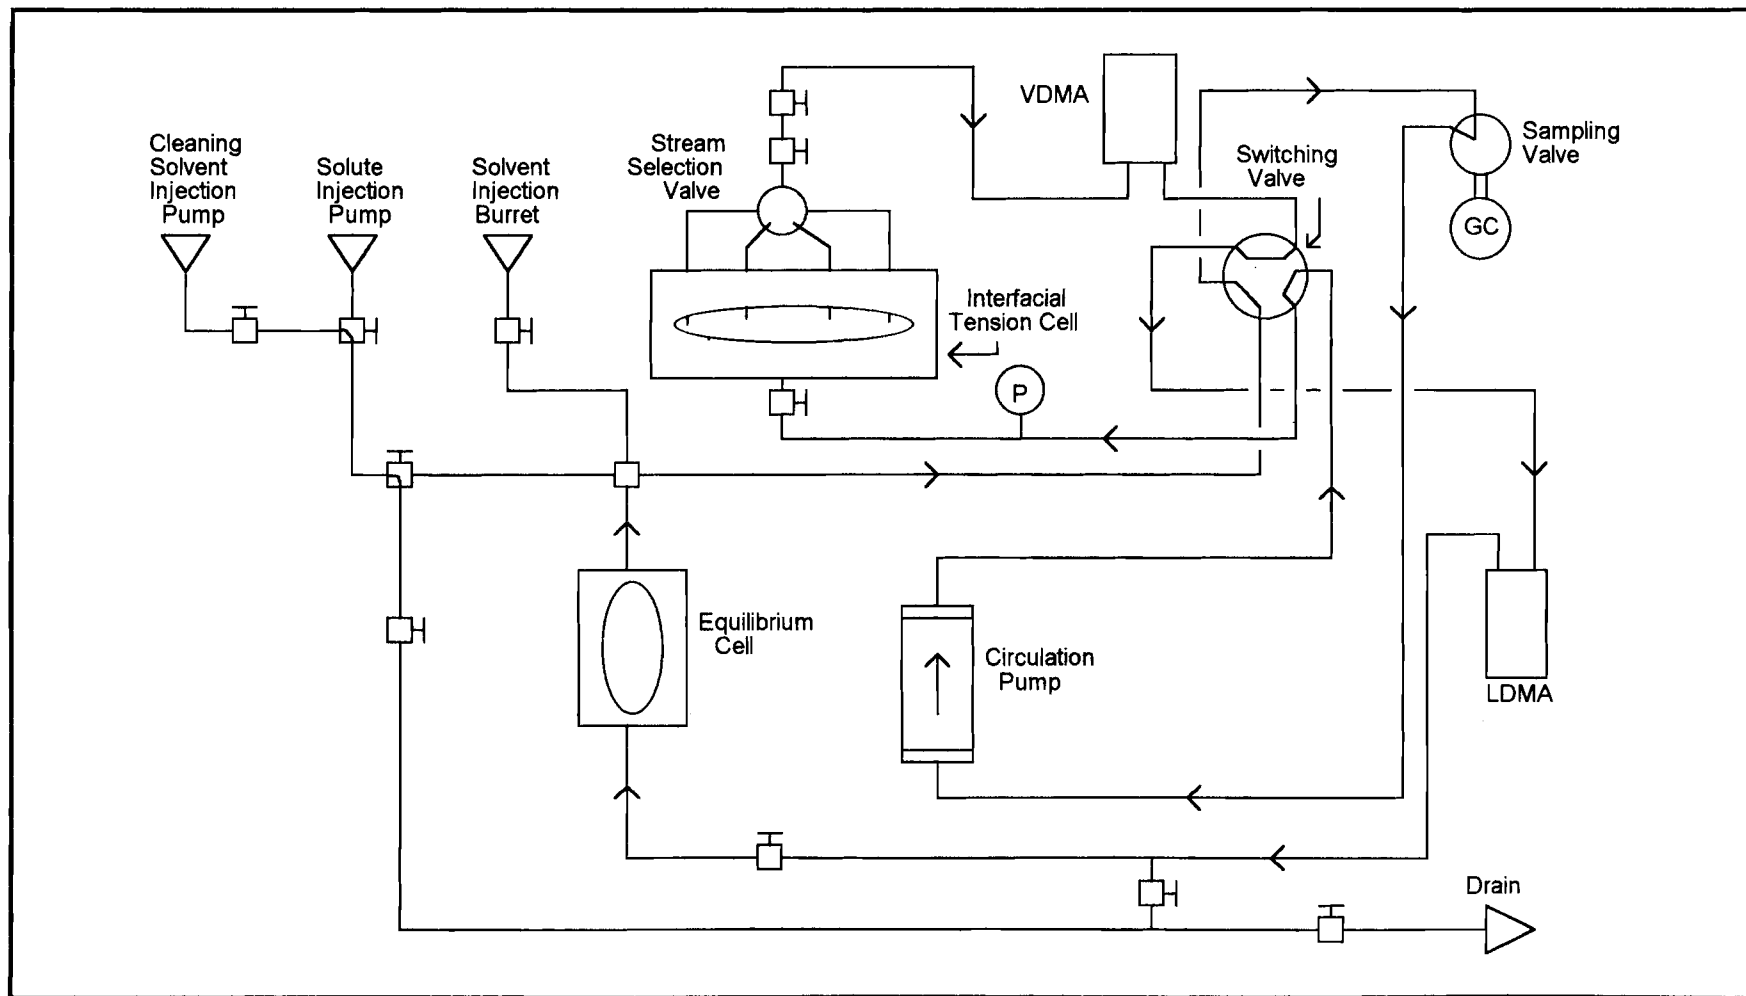 Cleaning
Solvent
Injection
Pump
Solute
Injection
Pump
Solvent
Injection
Burret
Stream
Selection
Valve
VDMA
Switching
Valve
Sampling
Valve
GC
Interfacial
Tension Cell
P
Equilibrium
Cell
Circulation
Pump
LDMA
Drain